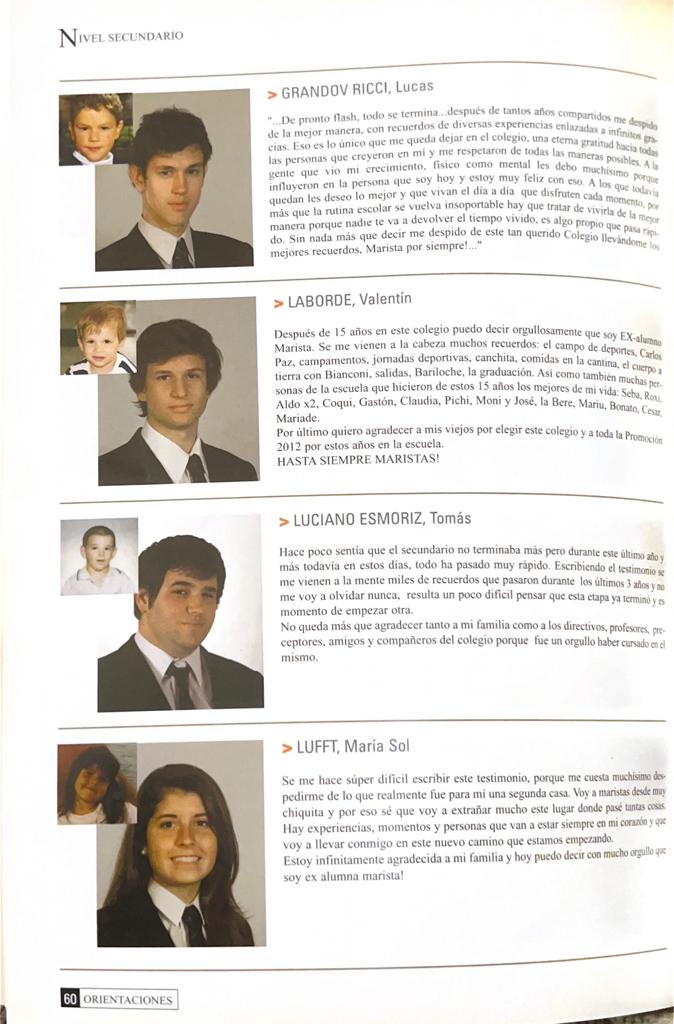 NIVEL SECUNDARIO
> GRANDOV RICCI, Lucas
"...De pronto flash, todo se termina...después de tantos años compartidos me despido
de la mejor manera, con recuerdos de diversas experiencias enlazadas a infinitos gra-
cias. Eso es lo único que me queda dejar en el colegio, una eterna gratitud hacia todas
las personas que creyeron en mí y me respetaron de todas las maneras posibles. A la
gente que vio mi crecimiento, físico como mental les debo muchísimo porque
influyeron en la persona que soy hoy y estoy muy feliz con eso. A los que todavía
quedan les deseo lo mejor y que vivan el día a día que disfruten cada momento, por
más que la rutina escolar se vuelva insoportable hay que tratar de vivirla de la mejor
manera porque nadie te va a devolver el tiempo vivido, es algo propio que pasa rápi-
do. Sin nada más que decir me despido de este tan querido Colegio llevándome los
mejores recuerdos, Marista por siempre!..."
> LABORDE, Valentín
Después de 15 años en este colegio puedo decir orgullosamente que soy EX-alumno
Marista. Se me vienen a la cabeza muchos recuerdos: el campo de deportes, Carlos
Paz, campamentos, jornadas deportivas, canchita, comidas en la cantina, el cuerpo a
tierra con Bianconi, salidas, Bariloche, la graduación. Así como también muchas per-
sonas de la escuela que hicieron de estos 15 años los mejores de mi vida: Seba, Roxi,
Aldo x2, Coqui, Gastón, Claudia, Pichi, Moni y José, la Bere, Mariu, Bonato, Cesar,
Mariade.
Por último quiero agradecer a mis viejos por elegir este colegio y a toda la Promoción
2012 por estos años en la escuela.
HASTA SIEMPRE MARISTAS!
> LUCIANO ESMORIZ, Tomás
Hace poco sentía que el secundario no terminaba más pero durante este último año y
más todavía en estos días, todo ha pasado muy rápido. Escribiendo el testimonio se
me vienen a la mente miles de recuerdos que pasaron durante los últimos 3 años y no
me voy a olvidar nunca, resulta un poco difícil pensar que esta etapa ya terminó y es
momento de empezar otra.
No queda más que agradecer tanto a mi familia como a los directivos, profesores, pre-
ceptores, amigos y compañeros del colegio porque fue un orgullo haber cursado en el
mismo.
> LUFFT, María Sol
Se me hace súper difícil escribir este testimonio, porque me cuesta muchísimo des-
pedirme de lo que realmente fue para mí una segunda casa. Voy a maristas desde muy
chiquita y por eso sé que voy a extrañar mucho este lugar donde pasé tantas cosas.
Hay experiencias, momentos y personas que van a estar siempre en mi corazón y que
voy a llevar conmigo en este nuevo camino que estamos empezando.
Estoy infinitamente agradecida a mi familia y hoy puedo decir con mucho orgullo que
soy ex alumna marista!
60 ORIENTACIONES